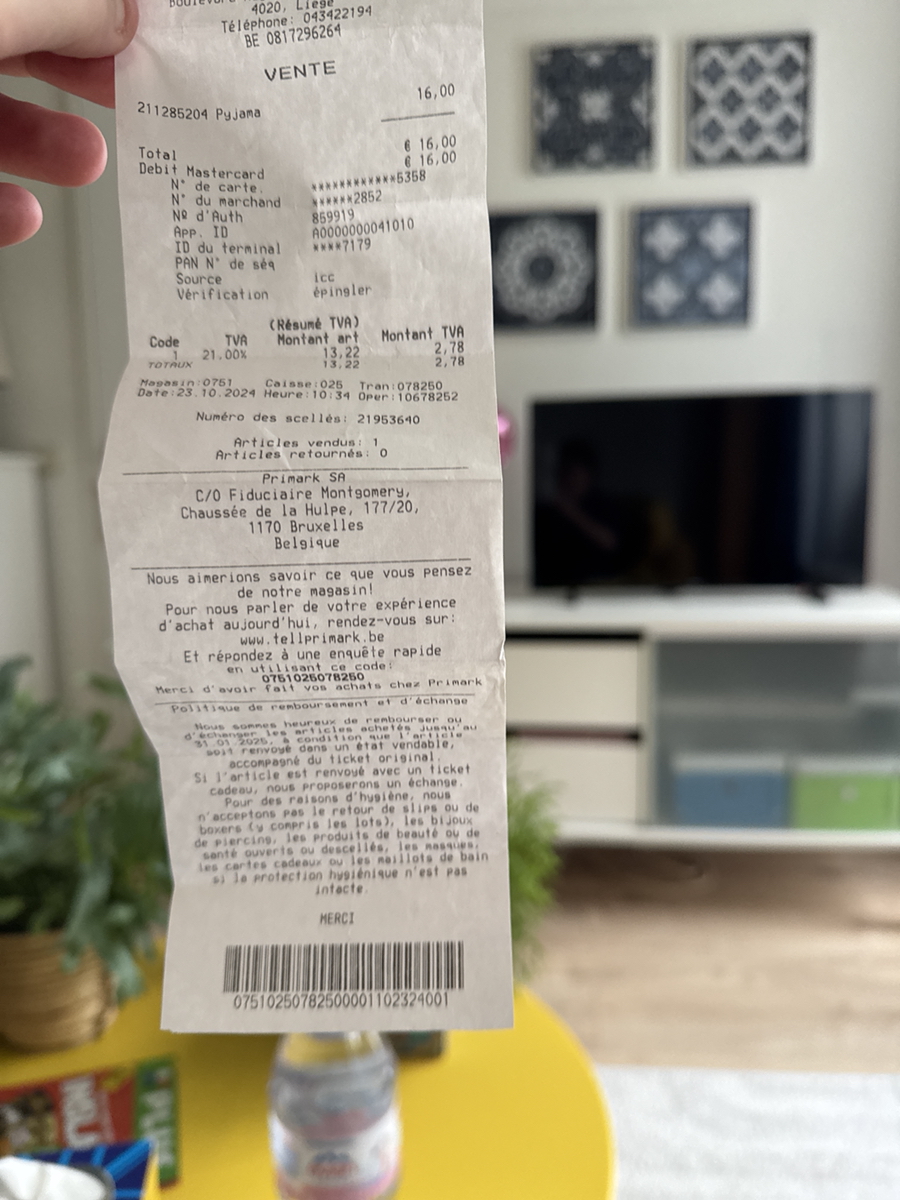 4020, Liège
Téléphone: 043422194
BE 0817296264
VENTE
16,00
211285204 Pyjama
Total € 16,00
Debit Mastercard € 16,00
N° de carte. ************5358
N° du marchand ******2852
Nº d'Auth 859919
App. ID A0000000041010
ID du terminal ****7179
PAN N° de séq
Source icc
Vérification épingler
(Résumé TVA)
Code TVA Montant art Montant TVA
1 21.00% 13,22 2,78
TOTAUX 13,22 2,78
Magasin:0751 Caisse:025 Tran:078250
Date:23.10.2024 Heure:10:34 Oper:10678252
Numéro des scellés: 21953640
Articles vendus: 1
Articles retournés: 0
Primark SA
C/O Fiduciaire Montgomery,
Chaussée de la Hulpe, 177/20,
1170 Bruxelles
Belgique
Nous aimerions savoir ce que vous pensez
de notre magasin!
Pour nous parler de votre expérience
d'achat aujourd'hui, rendez-vous sur:
www.tellprimark.be
Et répondez à une enquête rapide
en utilisant ce code:
0751025078250
Merci d'avoir fait vos achats chez Primark
Politique de remboursement et d'échange
Nous sommes heureux de rembourser ou
d'échanger les articles achetés jusqu'au
31.01.2025, à condition que l'article
soit renvoyé dans un état vendable,
accompagné du ticket original.
Si l'article est renvoyé avec un ticket
cadeau, nous proposerons un échange.
Pour des raisons d'hygiène, nous
n'acceptons pas le retour de slips ou de
boxers (y compris les lots), les bijoux
de piercing, les produits de beauté ou de
santé ouverts ou descellés, les masques,
les cartes cadeaux ou les maillots de bain
si la protection hygiénique n'est pas
intacte.
MERCI
07510250782500001102324001